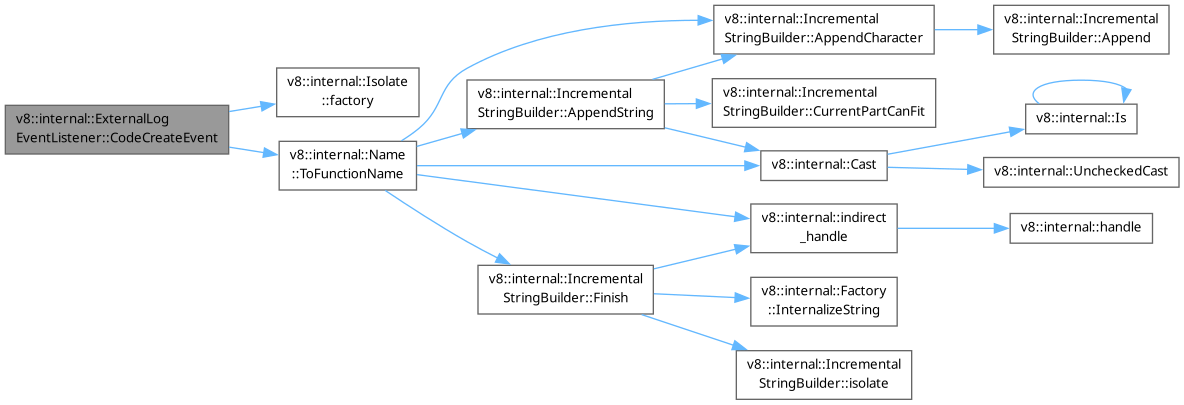 v8::internal::ExternalLog
EventListener::CodeCreateEvent
v8::internal::Isolate
::factory
v8::internal::Name
::ToFunctionName
v8::internal::Incremental
StringBuilder::AppendString
v8::internal::Incremental
StringBuilder::Finish
v8::internal::Incremental
StringBuilder::AppendCharacter
v8::internal::Incremental
StringBuilder::CurrentPartCanFit
v8::internal::Cast
v8::internal::indirect
_handle
v8::internal::Factory
::InternalizeString
v8::internal::Incremental
StringBuilder::isolate
v8::internal::Incremental
StringBuilder::Append
v8::internal::Is
v8::internal::UncheckedCast
v8::internal::handle